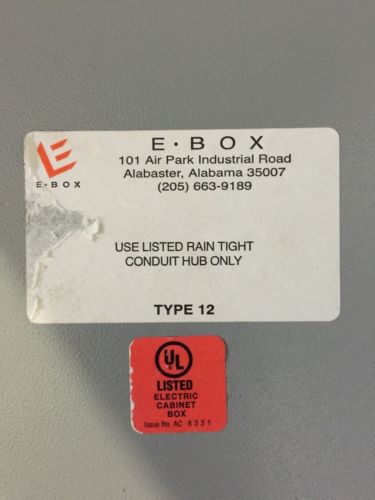 E·BOX
E·BOX
101 Air Park Industrial Road
Alabaster, Alabama 35007
(205) 663-9189
USE LISTED RAIN TIGHT
CONDUIT HUB ONLY
TYPE 12
UL
LISTED
ELECTRIC
CABINET
BOX
Issue No. AC 8331